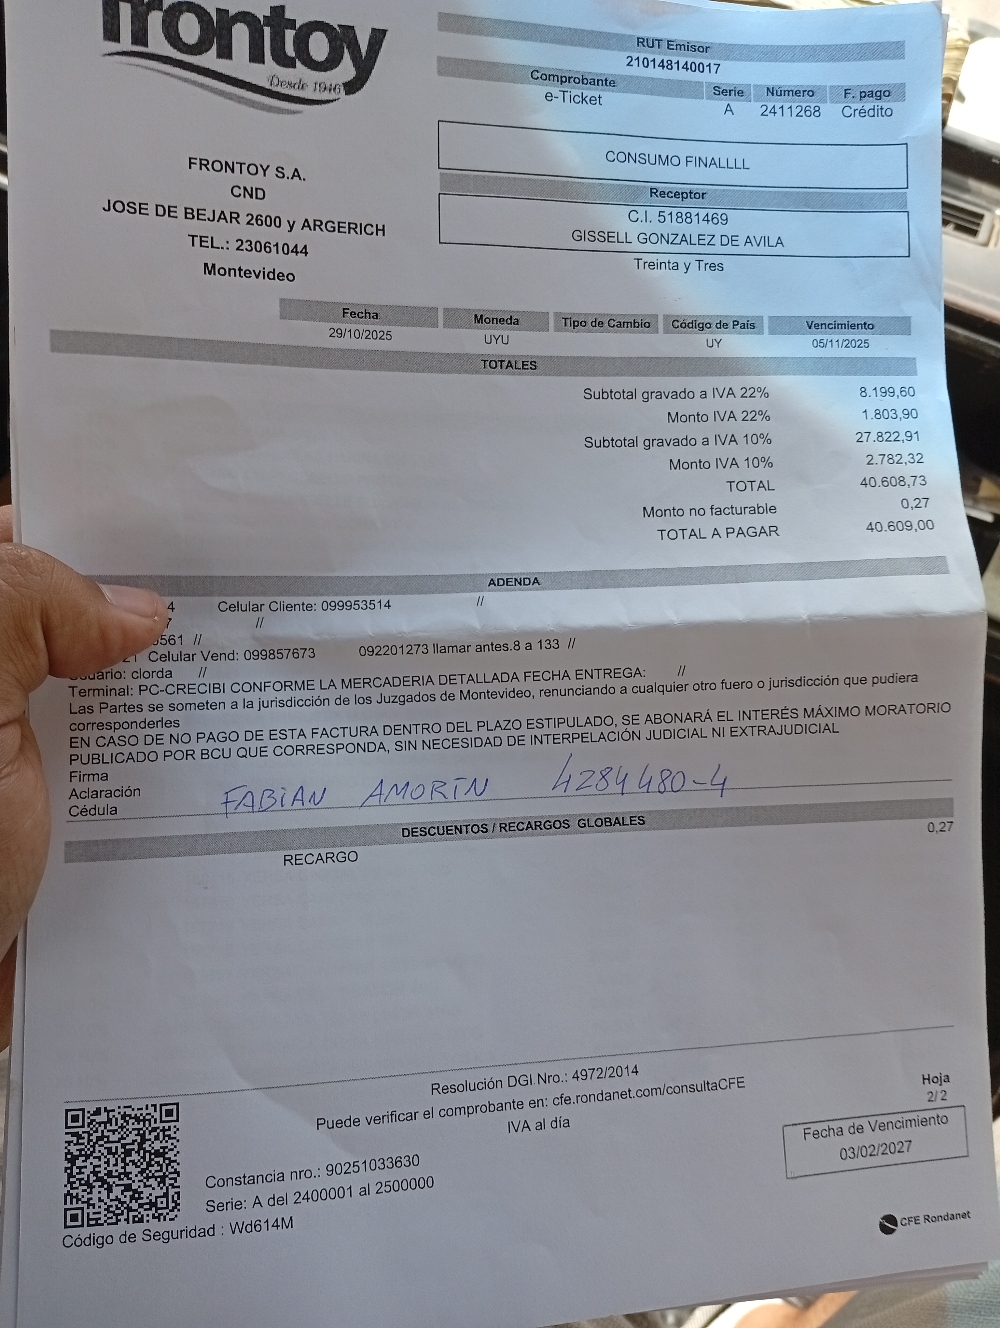 frontoy
Desde 1946
FRONTOY S.A.
CND
JOSE DE BEJAR 2600 y ARGERICH
TEL.: 23061044
Montevideo
RUT Emisor
210148140017
Comprobante Serie Número F. pago
e-Ticket A 2411268 Crédito
CONSUMO FINALLLL
Receptor
C.I. 51881469
GISSELL GONZALEZ DE AVILA
Treinta y Tres
Fecha Moneda Tipo de Cambio Código de País Vencimiento
29/10/2025 UYU UY 05/11/2025
TOTALES
Subtotal gravado a IVA 22% 8.199,60
Monto IVA 22% 1.803,90
Subtotal gravado a IVA 10% 27.822,91
Monto IVA 10% 2.782,32
TOTAL 40.608,73
Monto no facturable 0,27
TOTAL A PAGAR 40.609,00
ADENDA
4 Celular Cliente: 099953514 //
7 //
561 //
Celular Vend: 099857673 092201273 llamar antes.8 a 133 //
clorda //
Terminal: PC-CRECIBI CONFORME LA MERCADERIA DETALLADA FECHA ENTREGA: //
Las Partes se someten a la jurisdicción de los Juzgados de Montevideo, renunciando a cualquier otro fuero o jurisdicción que pudiera
corresponderles
EN CASO DE NO PAGO DE ESTA FACTURA DENTRO DEL PLAZO ESTIPULADO, SE ABONARÁ EL INTERÉS MÁXIMO MORATORIO
PUBLICADO POR BCU QUE CORRESPONDA, SIN NECESIDAD DE INTERPELACIÓN JUDICIAL NI EXTRAJUDICIAL
Firma
Aclaración
Cédula
FABIAN AMORIN 4284480-4
DESCUENTOS / RECARGOS GLOBALES
RECARGO 0,27
Resolución DGI Nro.: 4972/2014
Puede verificar el comprobante en: cfe.rondanet.com/consultaCFE
IVA al día
Hoja
2/ 2
Fecha de Vencimiento
03/02/2027
Constancia nro.: 90251033630
Serie: A del 2400001 al 2500000
Código de Seguridad : Wd614M
CFE Rondanet